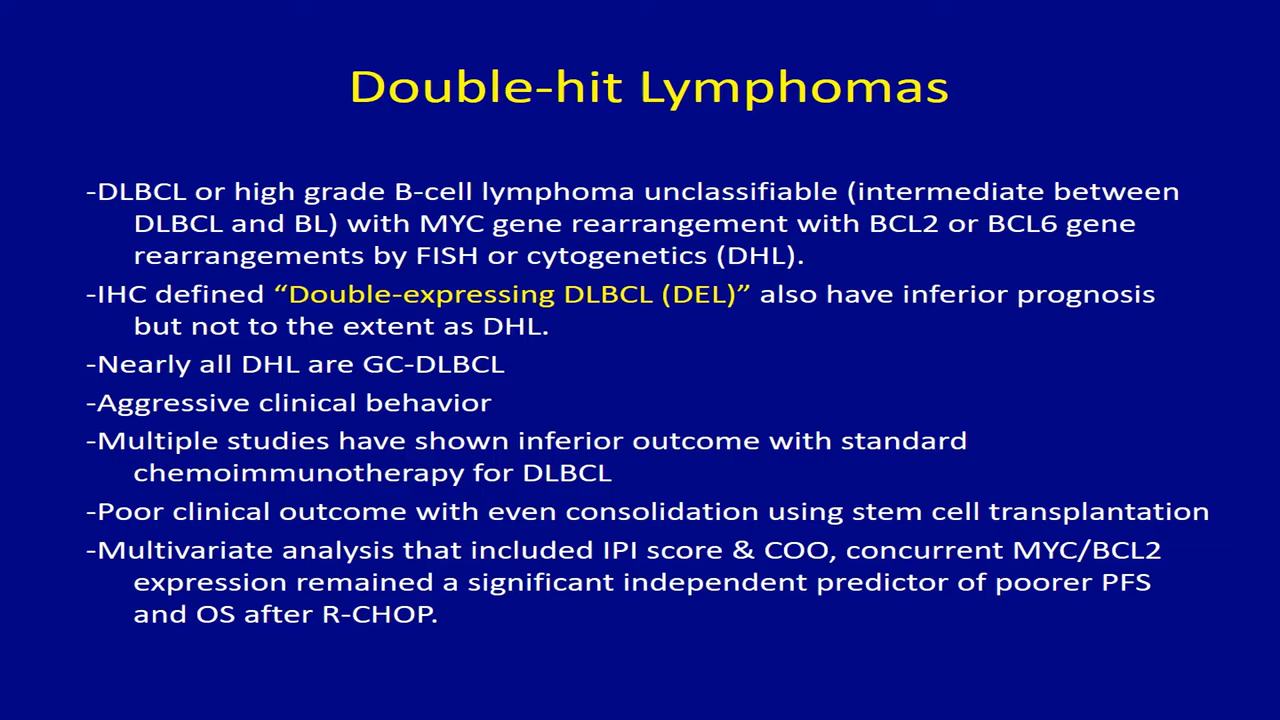 Double-hit Lymphomas
-DLBCL or high grade B-cell lymphoma unclassifiable (intermediate between
DLBCL and BL) with MYC gene rearrangement with BCL2 or BCL6 gene
rearrangements by FISH or cytogenetics (DHL).
-IHC defined “Double-expressing DLBCL (DEL)” also have inferior prognosis
but not to the extent as DHL.
-Nearly all DHL are GC-DLBCL
-Aggressive clinical behavior
-Multiple studies have shown inferior outcome with standard
chemoimmunotherapy for DLBCL
-Poor clinical outcome with even consolidation using stem cell transplantation
-Multivariate analysis that included IPI score & COO, concurrent MYC/BCL2
expression remained a significant independent predictor of poorer PFS
and OS after R-CHOP.